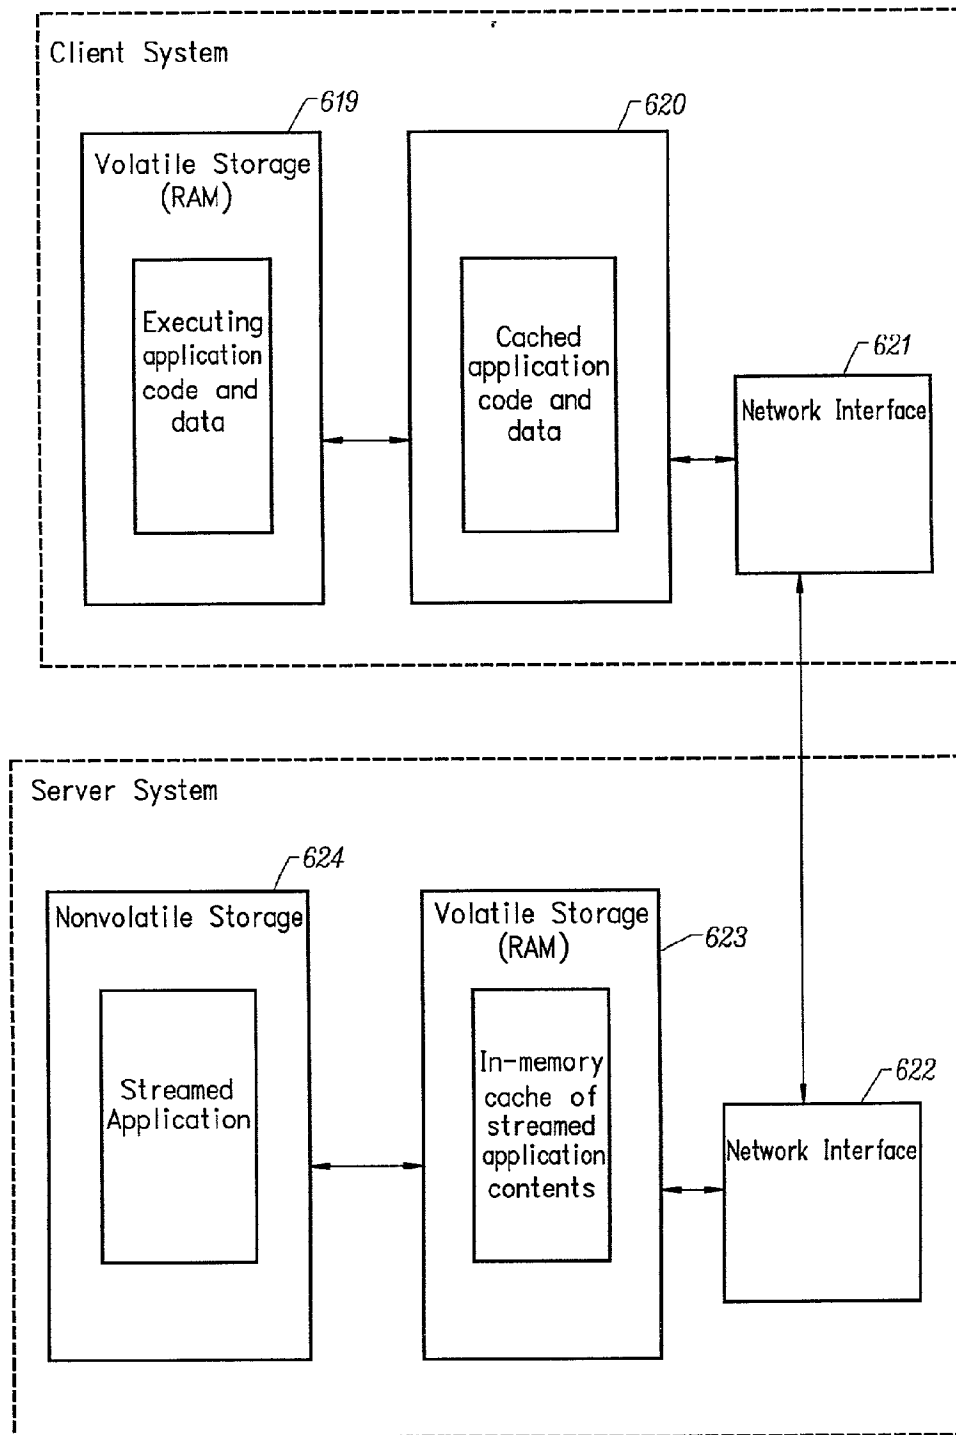 Client System
619
620
Volatile Storage
(RAM)
Executing
application
code and
data
Cached
application
code and
data
621
Network Interface
Server System
624
Nonvolatile Storage
Streamed
Application
Volatile Storage
(RAM)
623
In-memory
cache of
streamed
application
contents
622
Network Interface